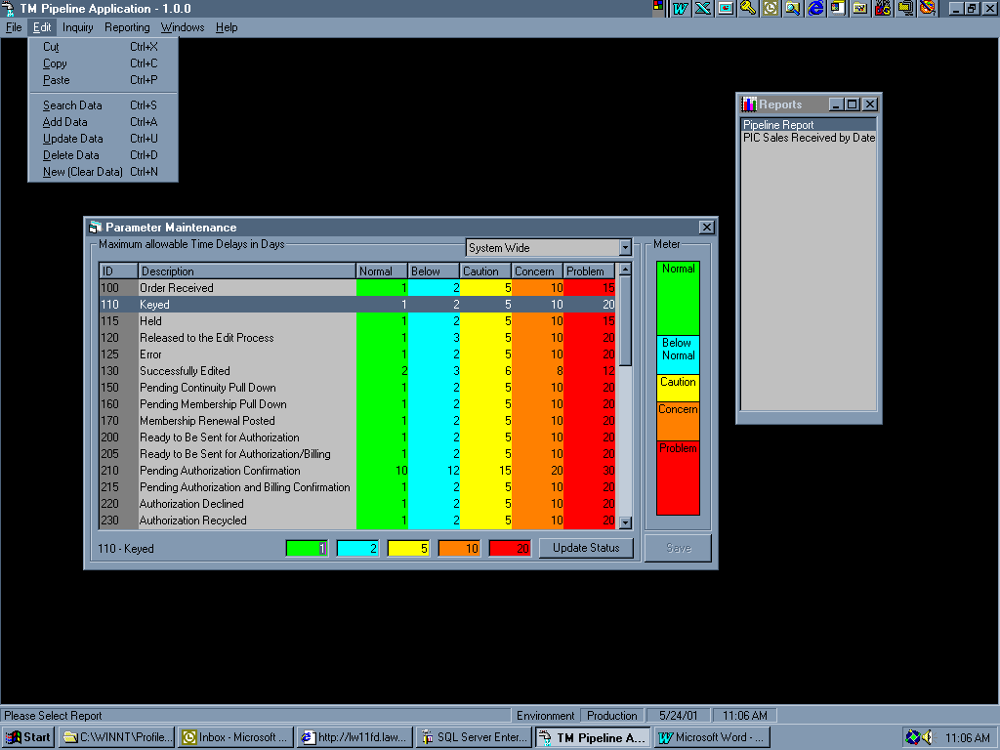 TM Pipeline Application - 1.0.0
File Edit Inquiry Reporting Windows Help
Cut Ctrl+X
Copy Ctrl+C
Paste Ctrl+P
Search Data Ctrl+S
Add Data Ctrl+A
Update Data Ctrl+U
Delete Data Ctrl+D
New (Clear Data) Ctrl+N
Reports
Pipeline Report
PIC Sales Received by Date
Parameter Maintenance
Maximum allowable Time Delays in Days
System Wide
ID Description Normal Below Caution Concern Problem
100 Order Received 1 2 5 10 15
110 Keyed 1 2 5 10 20
115 Held 1 2 5 10 15
120 Released to the Edit Process 1 3 5 10 20
125 Error 1 2 5 10 20
130 Successfully Edited 2 3 6 8 12
150 Pending Continuity Pull Down 1 2 5 10 20
160 Pending Membership Pull Down 1 2 5 10 20
170 Membership Renewal Posted 1 2 5 10 20
200 Ready to Be Sent for Authorization 1 2 5 10 20
205 Ready to Be Sent for Authorization/Billing 1 2 5 10 20
210 Pending Authorization Confirmation 10 12 15 20 30
215 Pending Authorization and Billing Confirmation 1 2 5 10 20
220 Authorization Declined 1 2 5 10 20
230 Authorization Recycled 1 2 5 10 20
110 - Keyed 1 2 5 10 20 Update Status
Meter
Normal
Below
Normal
Caution
Concern
Problem
Save
Please Select Report Environment Production 5/24/01 11:06 AM
Start C:\WINNT\Profile... Inbox - Microsoft ... http://lw11fd.law... SQL Server Enter... TM Pipeline A... Microsoft Word - ... 11:06 AM